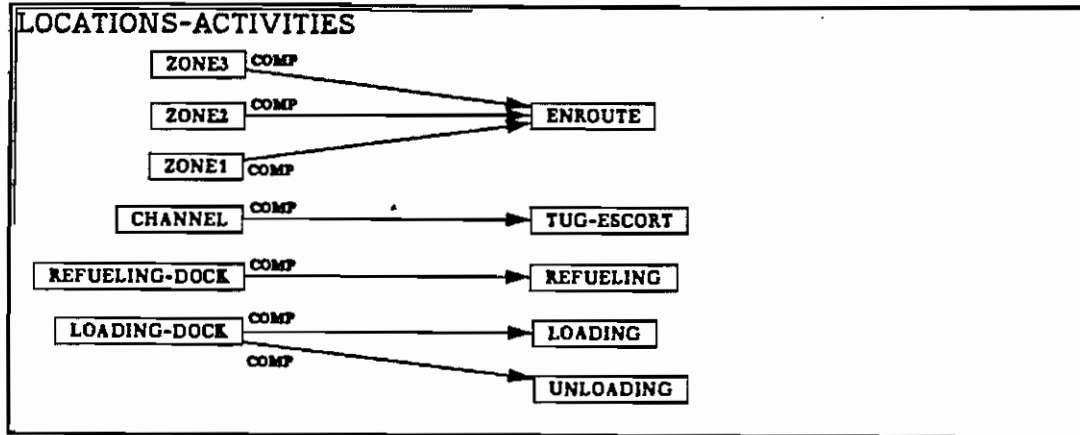 LOCATIONS-ACTIVITIES
ZONE3 COMP
ZONE2 COMP ENROUTE
ZONE1 COMP
CHANNEL COMP TUG-ESCORT
REFUELING-DOCK COMP REFUELING
LOADING-DOCK COMP LOADING
COMP UNLOADING